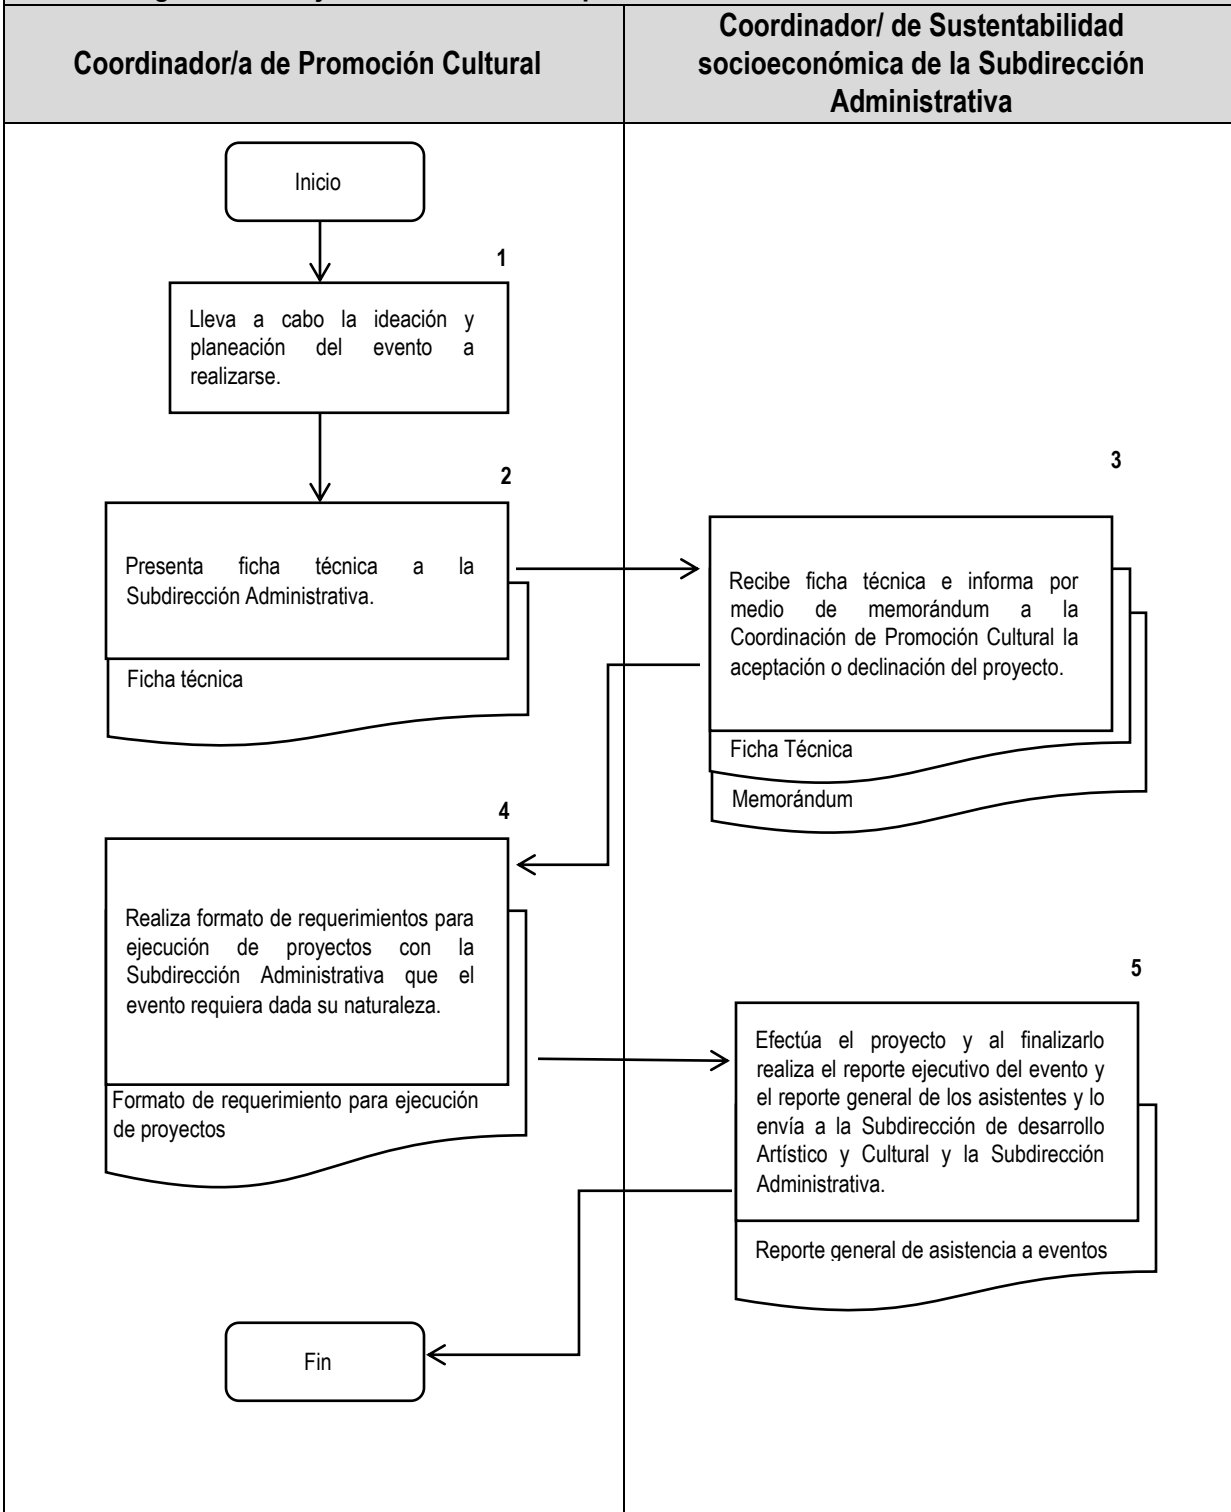 Coordinador/a de Promoción Cultural
Coordinador/ de Sustentabilidad
socioeconómica de la Subdirección
Administrativa
Inicio
1
Lleva a cabo la ideación y
planeación del evento a
realizarse.
2
Presenta ficha técnica a la
Subdirección Administrativa.
Ficha técnica
3
Recibe ficha técnica e informa por
medio de memorándum a la
Coordinación de Promoción Cultural la
aceptación o declinación del proyecto.
Ficha Técnica
Memorándum
4
Realiza formato de requerimientos para
ejecución de proyectos con la
Subdirección Administrativa que el
evento requiera dada su naturaleza.
Formato de requerimiento para ejecución
de proyectos
5
Efectúa el proyecto y al finalizarlo
realiza el reporte ejecutivo del evento y
el reporte general de los asistentes y lo
envía a la Subdirección de desarrollo
Artístico y Cultural y la Subdirección
Administrativa.
Reporte general de asistencia a eventos
Fin